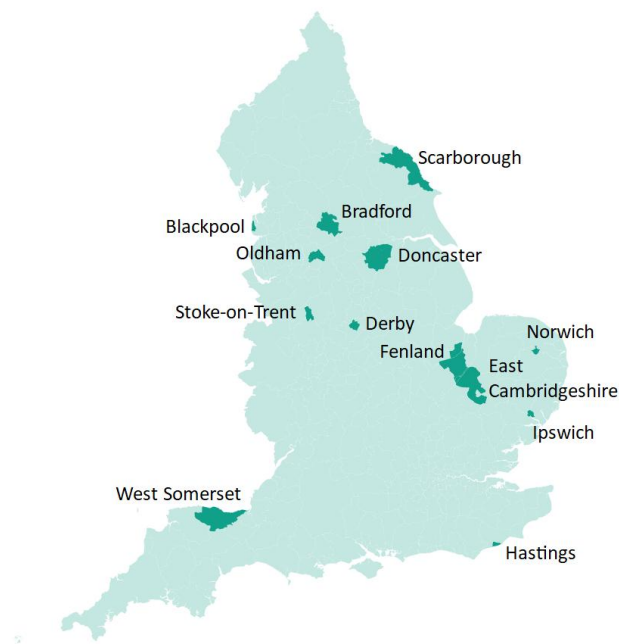 Scarborough
Bradford
Blackpool
Oldham
Doncaster
Stoke-on-Trent
Derby
Norwich
Fenland
East
Cambridgeshire
Ipswich
West Somerset
Hastings